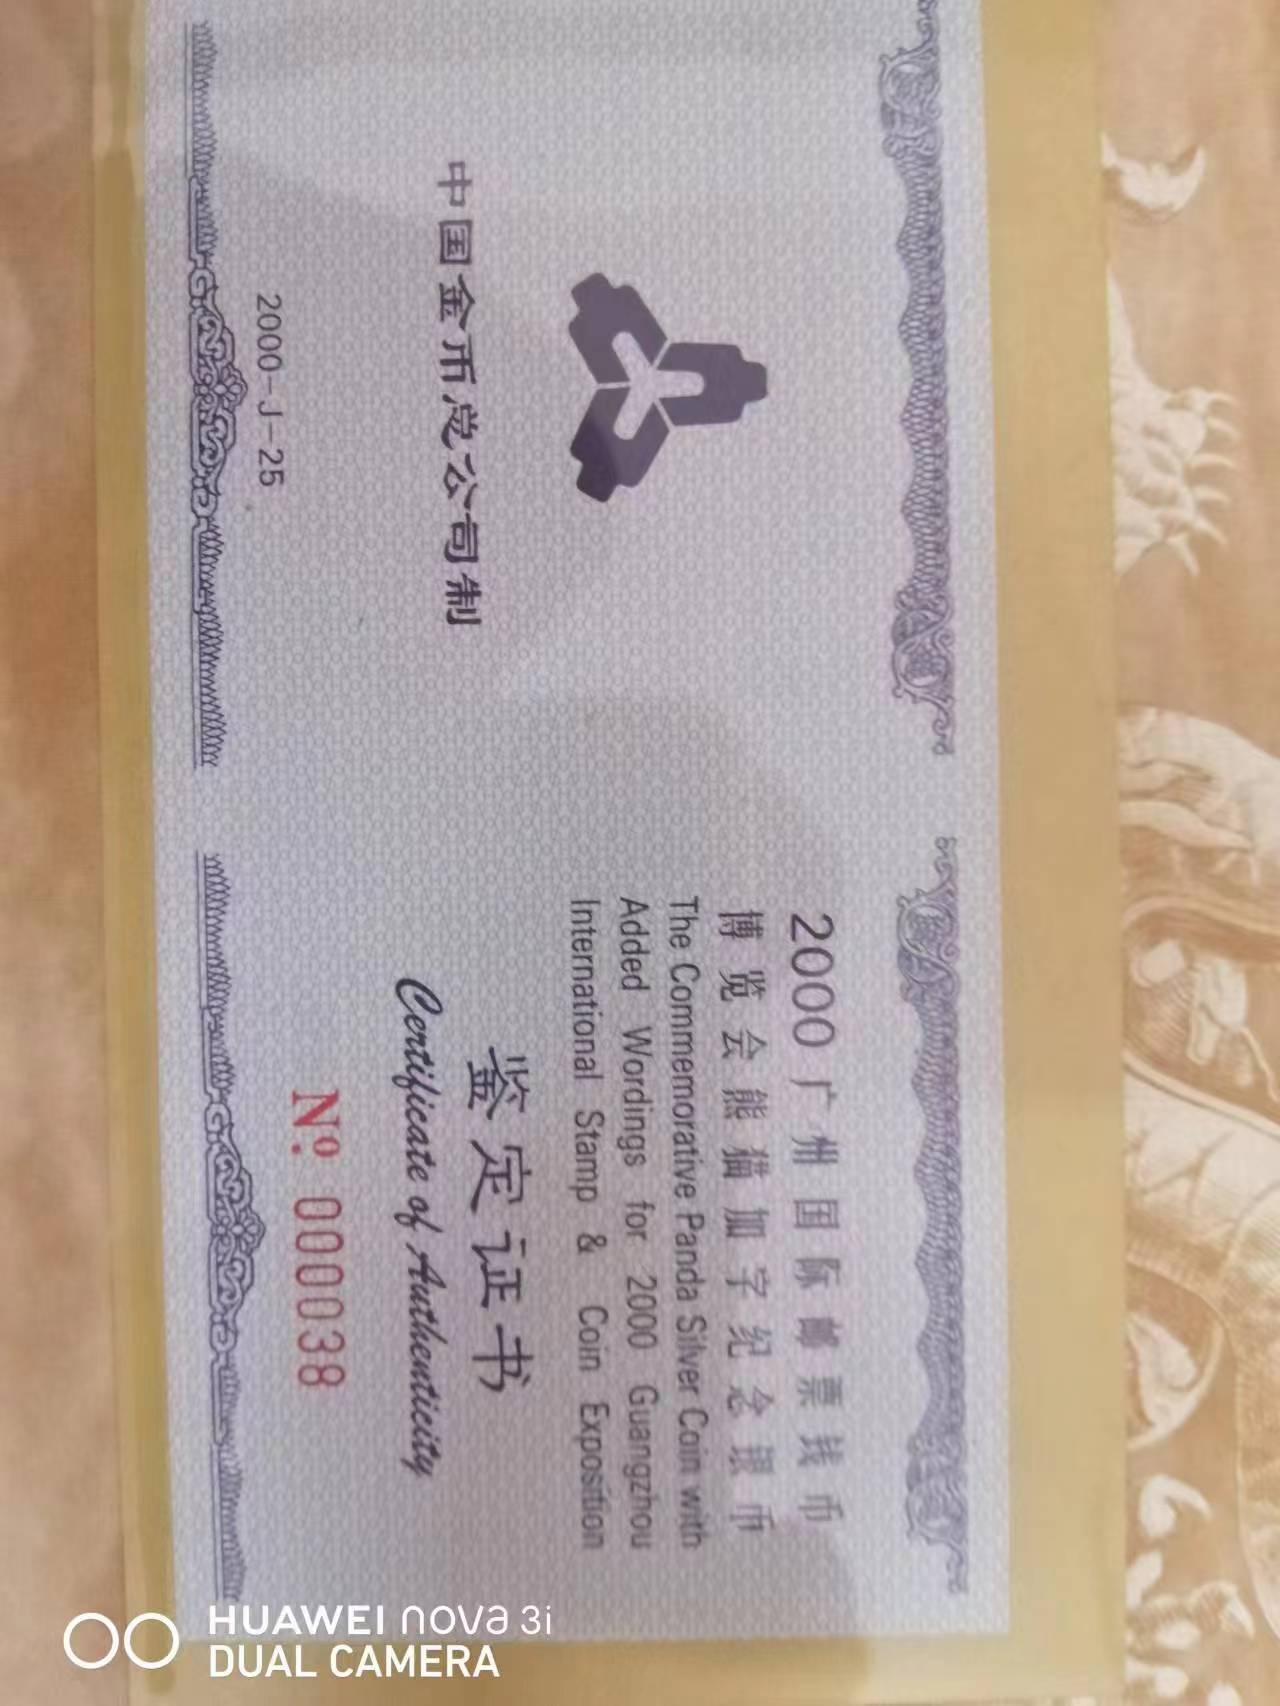 中国金币总公司制
2000-J-25
2000广州国际邮票钱币
博览会熊猫加字纪念银币
The Commemorative Panda Silver Coin with
Added Wordings for 2000 Guangzhou
International Stamp & Coin Exposition
鉴定证书
Certificate of Authenticity
Nº 000038
HUAWEI nova 3i
DUAL CAMERA